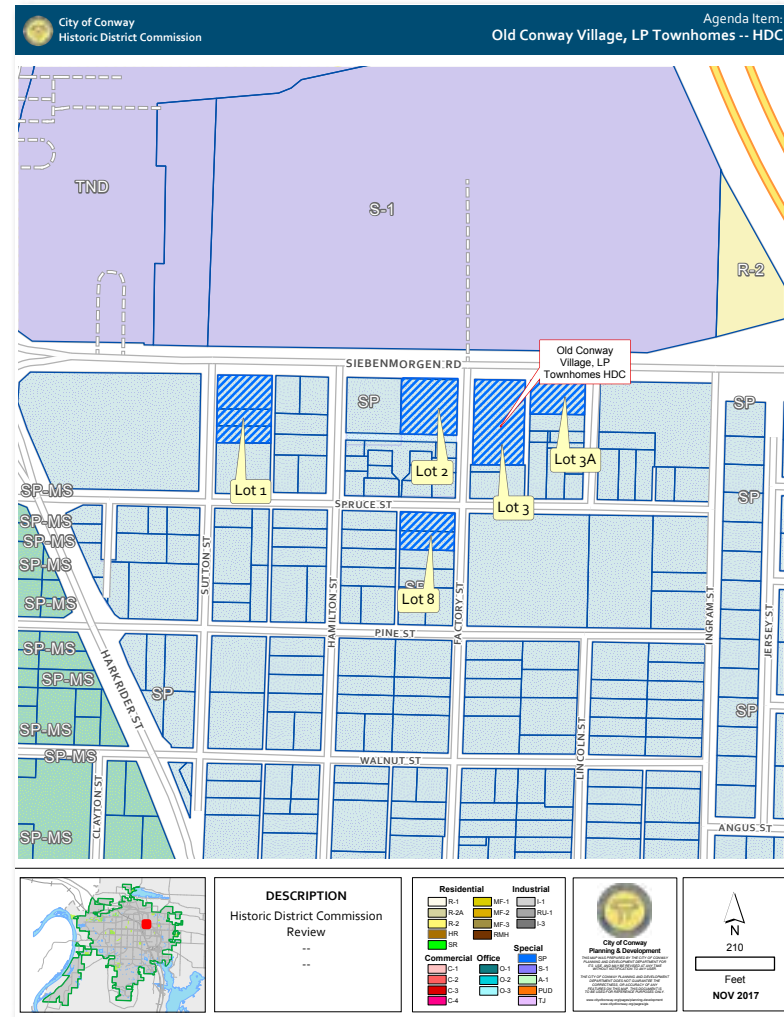 City of Conway
Historic District Commission
Agenda Item:
Old Conway Village, LP Townhomes -- HDC
TND
S-1
R-2
SIEBENMORGEN RD
Old Conway
Village, LP
Townhomes HDC
SP
SP
Lot 1
Lot 2
Lot 3A
Lot 3
SP-MS
SPRUCE ST
SP
SP-MS
SP-MS
SP-MS
SP-MS
SUTTON ST
HAMILTON ST
SP
Lot 8
FACTORY ST
INGRAM ST
JERSEY ST
PINE ST
SP-MS
SP-MS
HARKRIDER ST
SP
SP
SP-MS
SP-MS
WALNUT ST
LINCOLN ST
CLAYTON ST
SP-MS
ANGUS ST
DESCRIPTION
Historic District Commission
Review
--
--
Residential
R-1
R-2A
R-2
HR
SR
MF-1
MF-2
MF-3
RMH
Industrial
I-1
RU-1
I-3
Commercial
C-1
C-2
C-3
C-4
Office
O-1
O-2
O-3
Special
SP
S-1
A-1
PUD
TJ
City of Conway
Planning & Development
N
210
Feet
NOV 2017